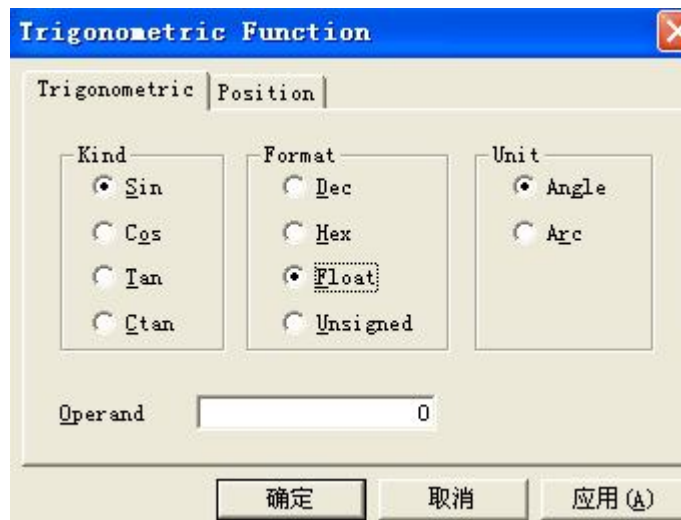 Trigonometric Function
Trigonometric Position
Kind Format Unit
Sin Dec Angle
Cos Hex Arc
Tan Float
Ctan Unsigned
Operand 0
确定 取消 应用(A)